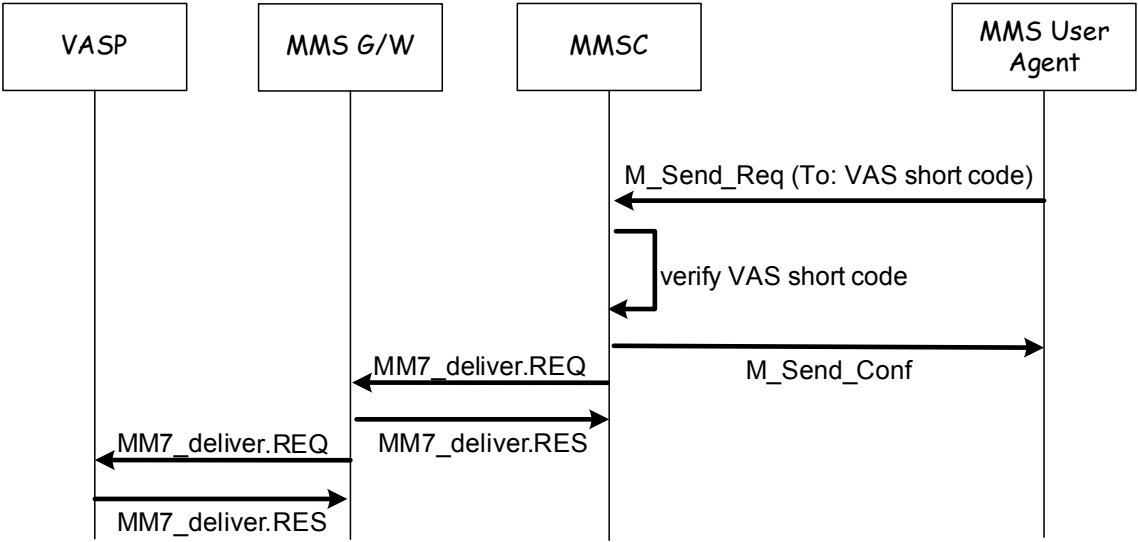 VASP
MMS G/W
MMSC
MMS User
Agent
M_Send_Req (To: VAS short code)
verify VAS short code
M_Send_Conf
MM7_deliver.REQ
MM7_deliver.RES
MM7_deliver.REQ
MM7_deliver.RES